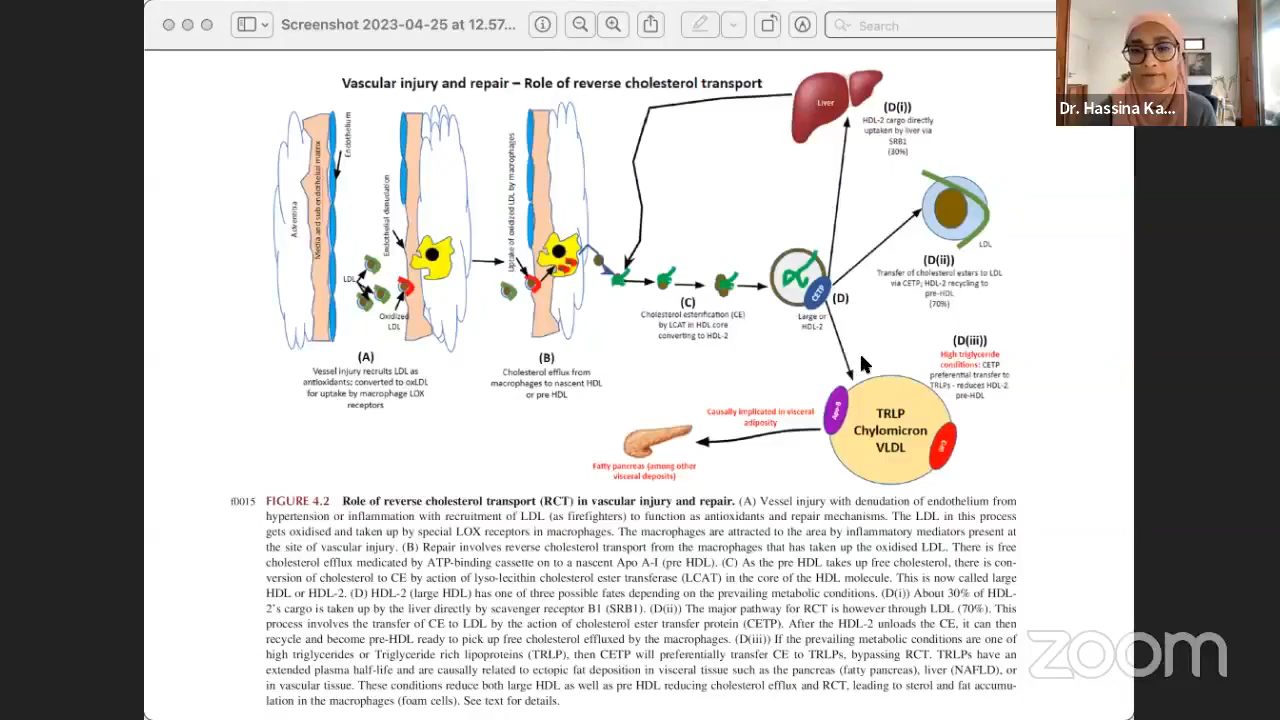 Screenshot 2023-04-25 at 12.57...
Search
Dr. Hassina Ka...
Vascular injury and repair – Role of reverse cholesterol transport
Adventitia
Media and sub endothelial matrix
Endothelium
LDL
Endothelial denudation
Oxidized
LDL
Uptake of oxidized LDL by macrophages
(A)
Vessel injury recruits LDL as
antioxidants; converted to oxLDL
for uptake by macrophage LOX
receptors
(B)
Cholesterol efflux from
macrophages to nascent HDL
or pre HDL
(C)
Cholesterol esterification (CE)
by LCAT in HDL core
converting to HDL-2
Liver
(D(i))
HDL-2 cargo directly
uptaken by liver via
SRB1
(30%)
CETP
(D)
Large or
HDL-2
LDL
(D(ii))
Transfer of cholesterol esters to LDL
via CETP; HDL-2 recycling to
pre-HDL
(70%)
(D(iii))
High triglyceride
conditions: CETP
preferential transfer to
TRLPs - reduces HDL-2,
pre-HDL
TRLP
Chylomicron
VLDL
Causally implicated in visceral
adiposity
Fatty pancreas (among other
visceral deposits)
f0015 FIGURE 4.2 Role of reverse cholesterol transport (RCT) in vascular injury and repair. (A) Vessel injury with denudation of endothelium from
hypertension or inflammation with recruitment of LDL (as firefighters) to function as antioxidants and repair mechanisms. The LDL in this process
gets oxidised and taken up by special LOX receptors in macrophages. The macrophages are attracted to the area by inflammatory mediators present at
the site of vascular injury. (B) Repair involves reverse cholesterol transport from the macrophages that has taken up the oxidised LDL. There is free
cholesterol efflux medicated by ATP-binding cassette on to a nascent Apo A-I (pre HDL). (C) As the pre HDL takes up free cholesterol, there is con-
version of cholesterol to CE by action of lyso-lecithin cholesterol ester transferase (LCAT) in the core of the HDL molecule. This is now called large
HDL or HDL-2. (D) HDL-2 (large HDL) has one of three possible fates depending on the prevailing metabolic conditions. (D(i)) About 30% of HDL-
2's cargo is taken up by the liver directly by scavenger receptor B1 (SRB1). (D(ii)) The major pathway for RCT is however through LDL (70%). This
process involves the transfer of CE to LDL by the action of cholesterol ester transfer protein (CETP). After the HDL-2 unloads the CE, it can then
recycle and become pre-HDL ready to pick up free cholesterol effluxed by the macrophages. (D(iii)) If the prevailing metabolic conditions are one of
high triglycerides or Triglyceride rich lipoproteins (TRLP), then CETP will preferentially transfer CE to TRLPs, bypassing RCT. TRLPs have an
extended plasma half-life and are causally related to ectopic fat deposition in visceral tissue such as the pancreas (fatty pancreas), liver (NAFLD), or
in vascular tissue. These conditions reduce both large HDL as well as pre HDL reducing cholesterol efflux and RCT, leading to sterol and fat accumu-
lation in the macrophages (foam cells). See text for details.
zoom